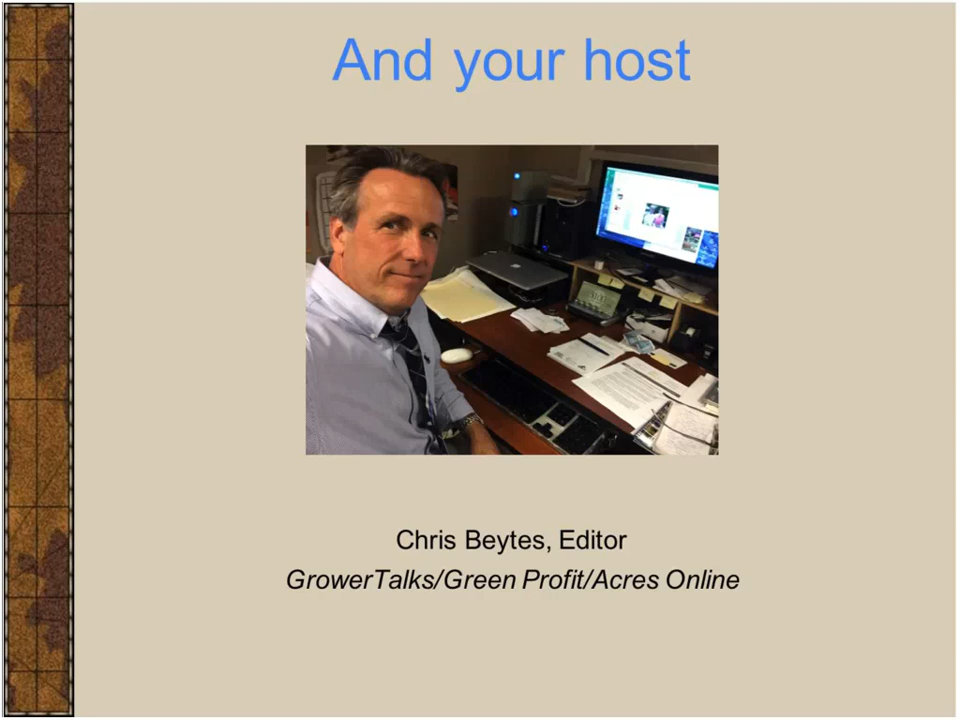 And your host
Chris Beytes, Editor
GrowerTalks/Green Profit/Acres Online